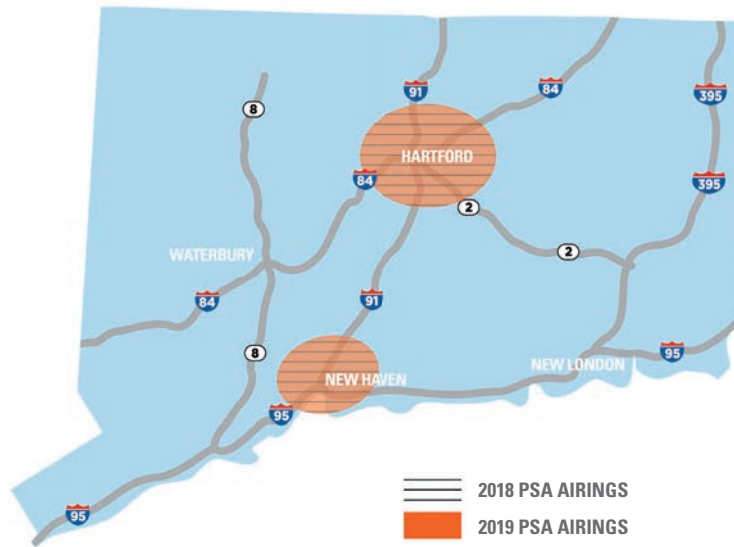 91
84
395
8
HARTFORD
84
395
2
2
WATERBURY
84
91
8
NEW HAVEN
NEW LONDON
95
95
95
2018 PSA AIRINGS
2019 PSA AIRINGS